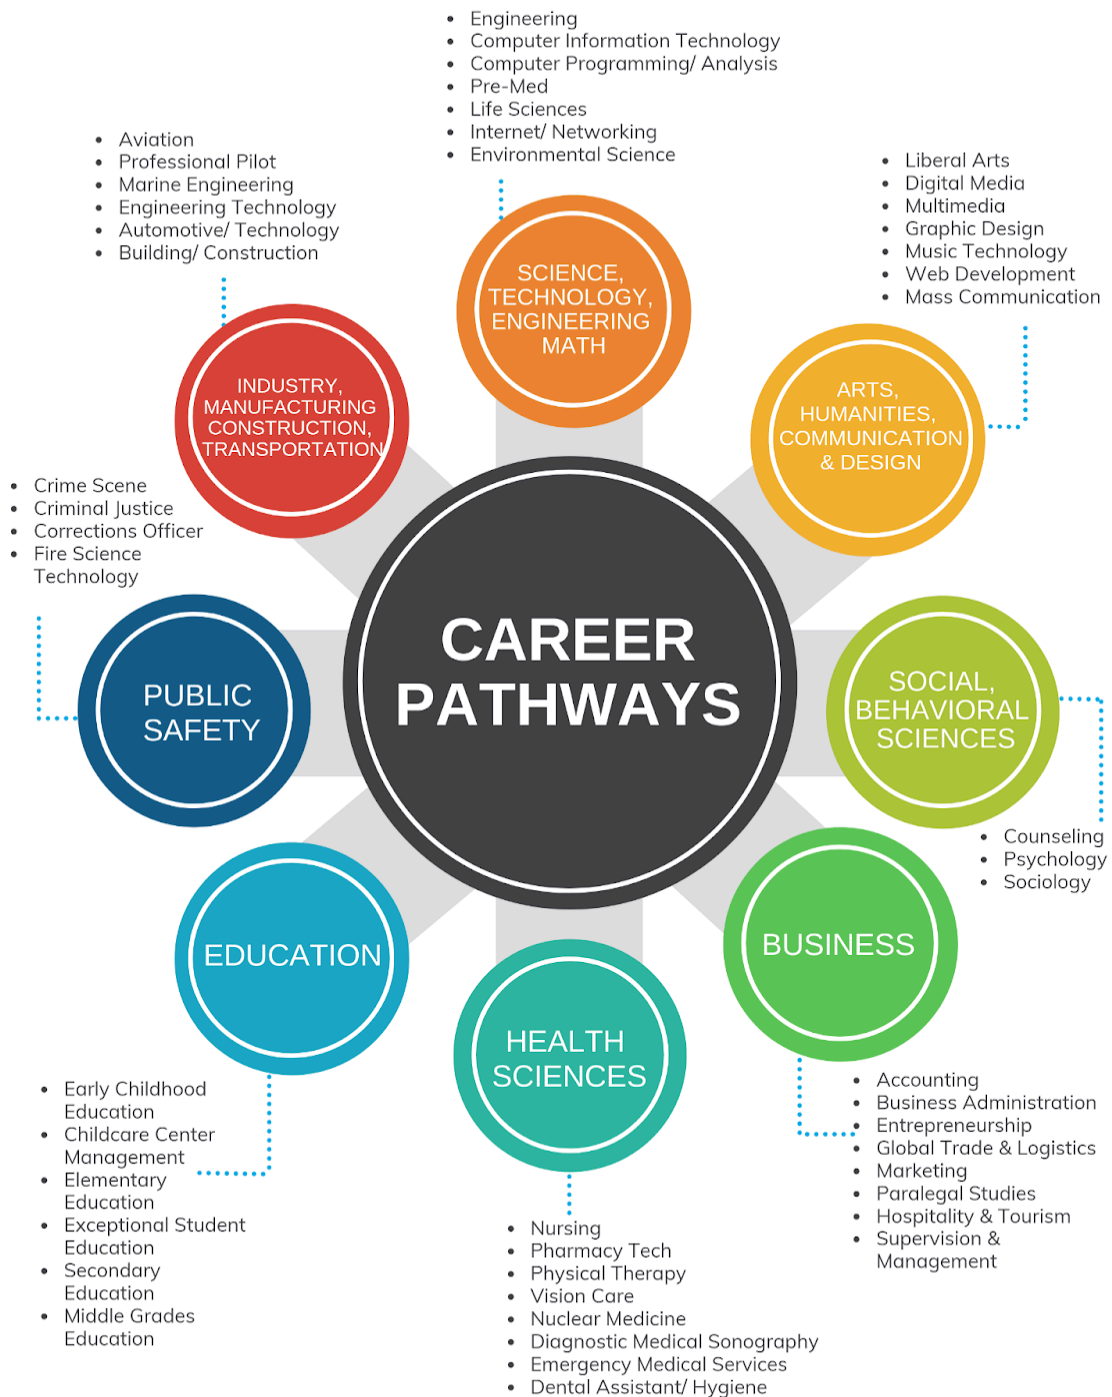 • Engineering
• Computer Information Technology
• Computer Programming/ Analysis
• Pre-Med
• Life Sciences
• Internet/ Networking
• Environmental Science
• Aviation
• Professional Pilot
• Marine Engineering
• Engineering Technology
• Automotive/ Technology
• Building/ Construction
• Liberal Arts
• Digital Media
• Multimedia
• Graphic Design
• Music Technology
• Web Development
• Mass Communication
SCIENCE,
TECHNOLOGY,
ENGINEERING
MATH
INDUSTRY,
MANUFACTURING
CONSTRUCTION,
TRANSPORTATION
ARTS,
HUMANITIES,
COMMUNICATION
& DESIGN
• Crime Scene
• Criminal Justice
• Corrections Officer
• Fire Science
Technology
CAREER
PATHWAYS
PUBLIC
SAFETY
SOCIAL,
BEHAVIORAL
SCIENCES
• Counseling
• Psychology
• Sociology
EDUCATION
BUSINESS
HEALTH
SCIENCES
• Early Childhood
Education
• Childcare Center
Management
• Elementary
Education
• Exceptional Student
Education
• Secondary
Education
• Middle Grades
Education
• Accounting
• Business Administration
• Entrepreneurship
• Global Trade & Logistics
• Marketing
• Paralegal Studies
• Hospitality & Tourism
• Supervision &
Management
• Nursing
• Pharmacy Tech
• Physical Therapy
• Vision Care
• Nuclear Medicine
• Diagnostic Medical Sonography
• Emergency Medical Services
• Dental Assistant/ Hygiene